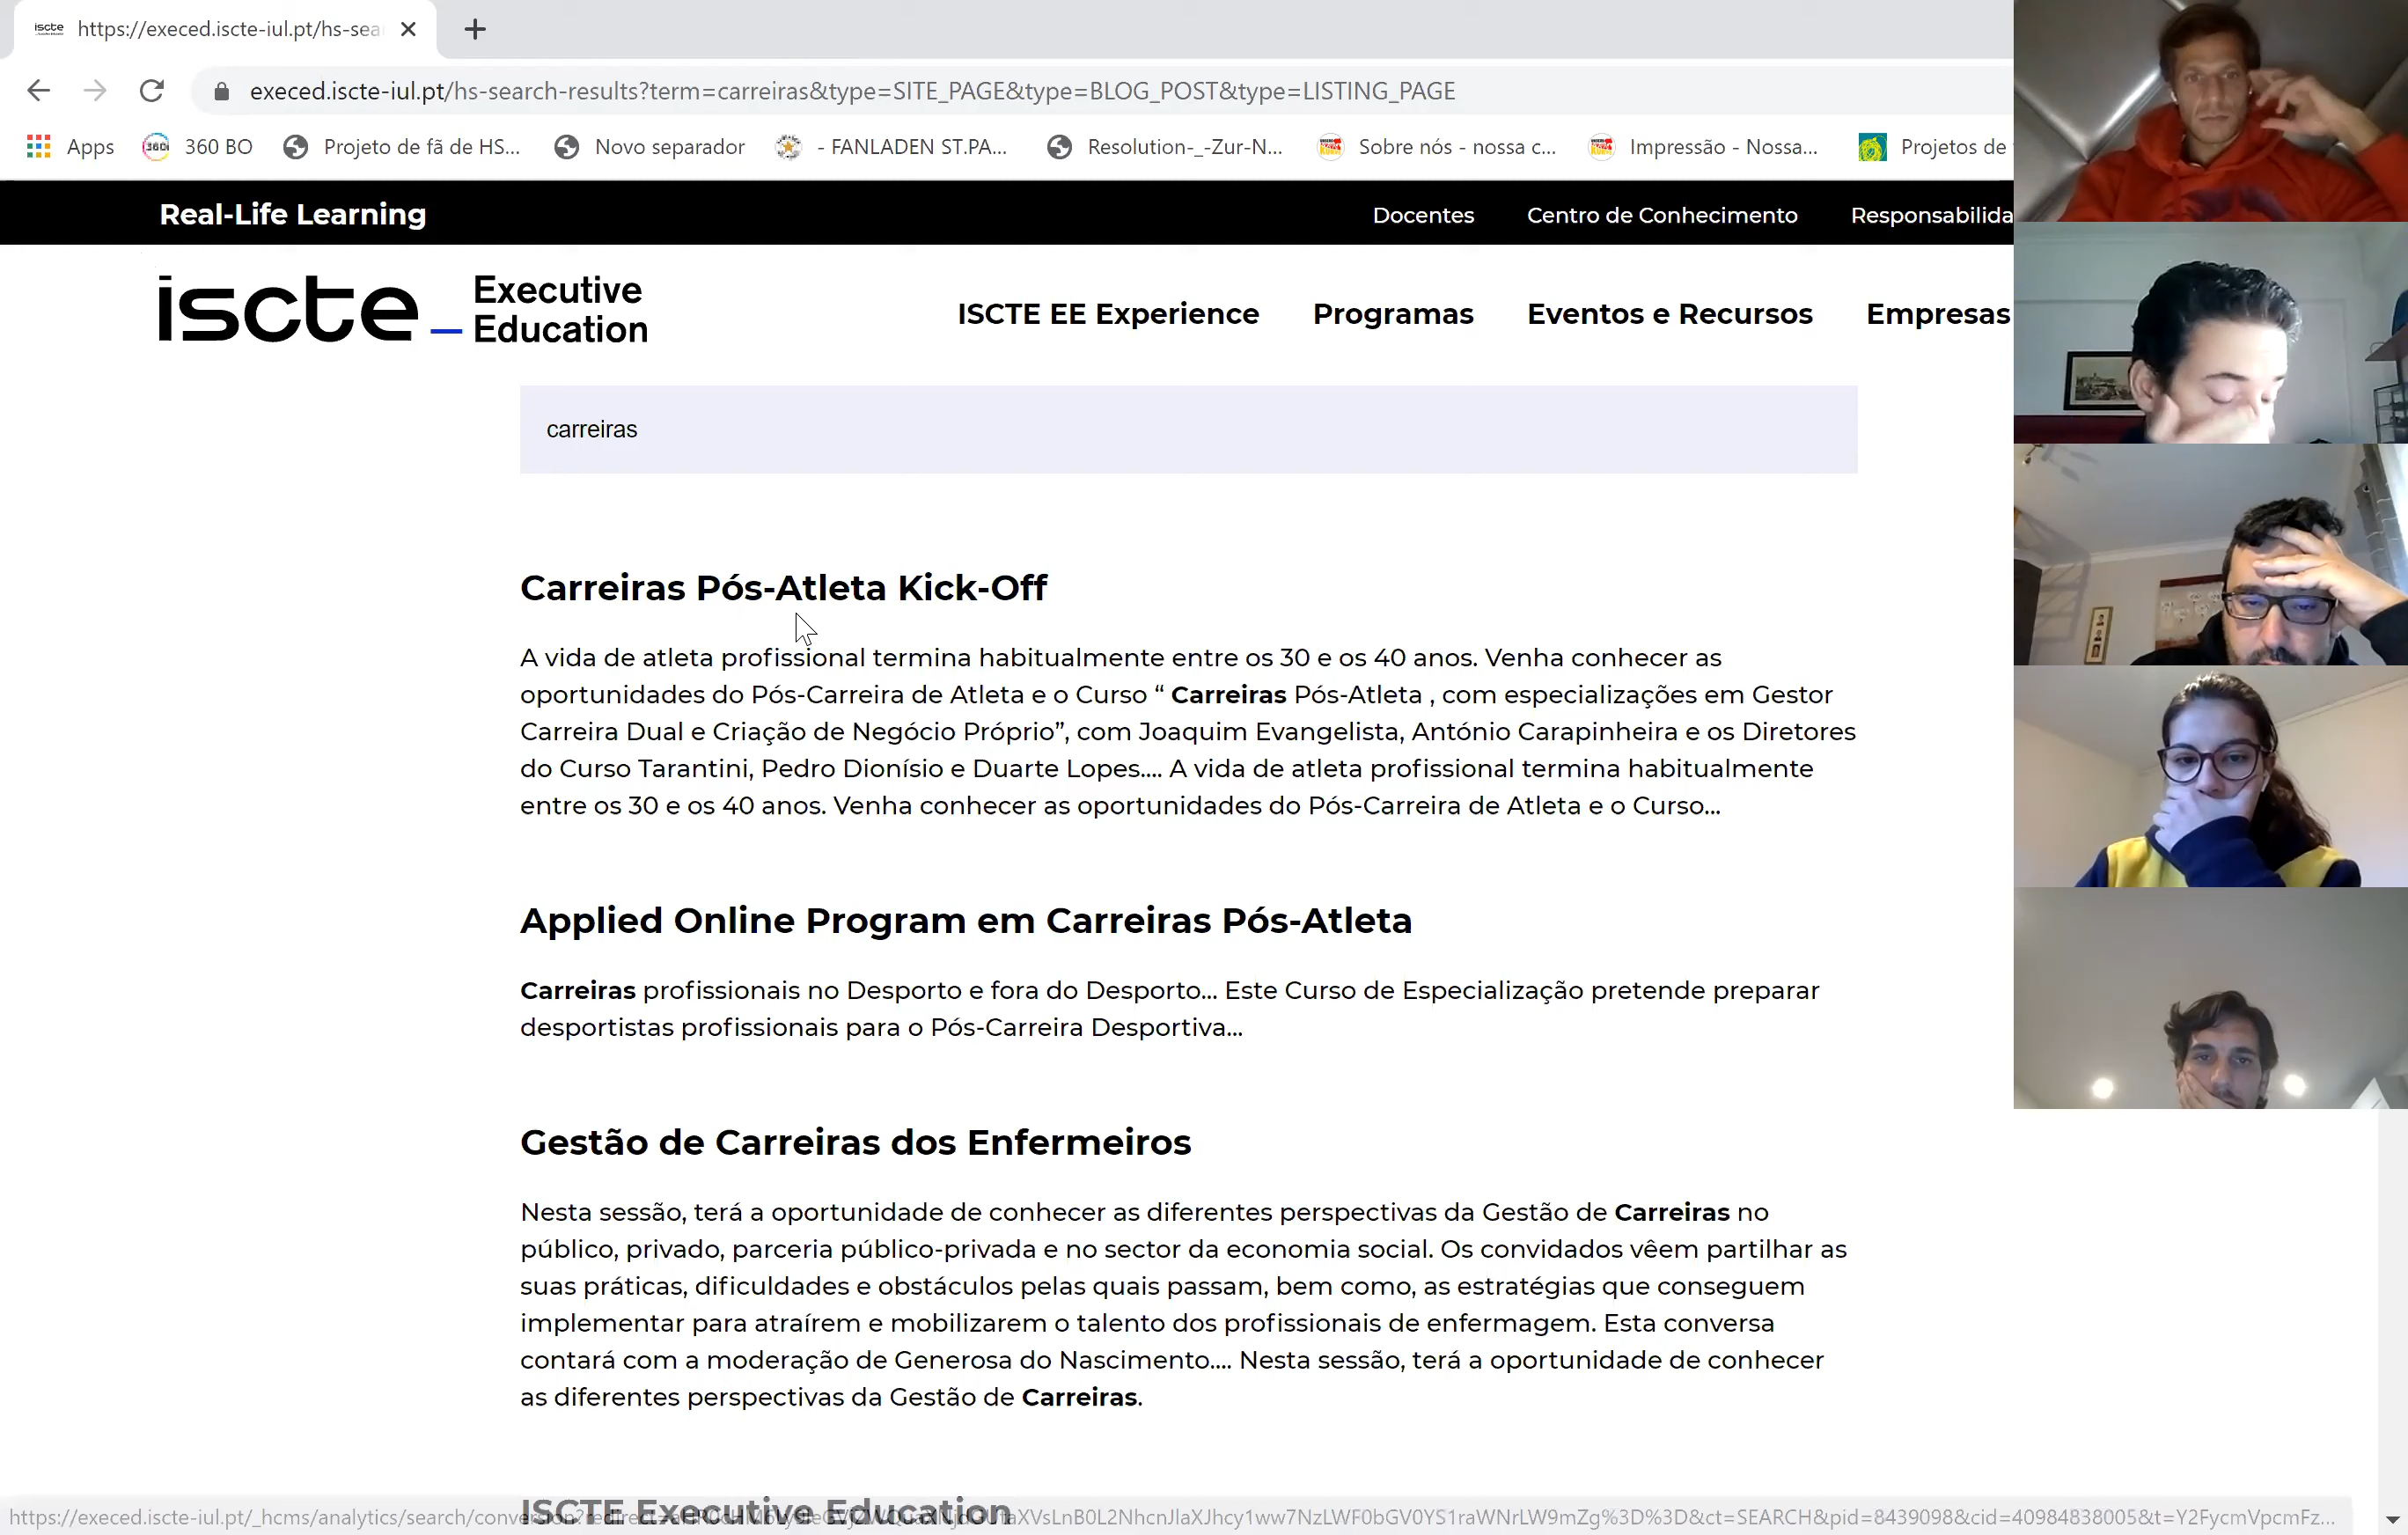 iscte
https://execed.iscte-iul.pt/hs-sea
execed.iscte-iul.pt/hs-search-results?term=carreiras&type=SITE_PAGE&type=BLOG_POST&type=LISTING_PAGE
Apps 360 BO Projeto de fã de HS... Novo separador - FANLADEN ST.PA... Resolution-_-Zur-N... Sobre nós - nossa c... Impressão - Nossa... Projetos de
Real-Life Learning Docentes Centro de Conhecimento Responsabilida
iscte _ Executive Education
ISCTE EE Experience Programas Eventos e Recursos Empresas
carreiras
Carreiras Pós-Atleta Kick-Off
A vida de atleta profissional termina habitualmente entre os 30 e os 40 anos. Venha conhecer as
oportunidades do Pós-Carreira de Atleta e o Curso “ Carreiras Pós-Atleta , com especializações em Gestor
Carreira Dual e Criação de Negócio Próprio”, com Joaquim Evangelista, António Carapinheira e os Diretores
do Curso Tarantini, Pedro Dionísio e Duarte Lopes.... A vida de atleta profissional termina habitualmente
entre os 30 e os 40 anos. Venha conhecer as oportunidades do Pós-Carreira de Atleta e o Curso...
Applied Online Program em Carreiras Pós-Atleta
Carreiras profissionais no Desporto e fora do Desporto... Este Curso de Especialização pretende preparar
desportistas profissionais para o Pós-Carreira Desportiva...
Gestão de Carreiras dos Enfermeiros
Nesta sessão, terá a oportunidade de conhecer as diferentes perspectivas da Gestão de Carreiras no
público, privado, parceria público-privada e no sector da economia social. Os convidados vêem partilhar as
suas práticas, dificuldades e obstáculos pelas quais passam, bem como, as estratégias que conseguem
implementar para atraírem e mobilizarem o talento dos profissionais de enfermagem. Esta conversa
contará com a moderação de Generosa do Nascimento.... Nesta sessão, terá a oportunidade de conhecer
as diferentes perspectivas da Gestão de Carreiras.
ISCTE Executive Education